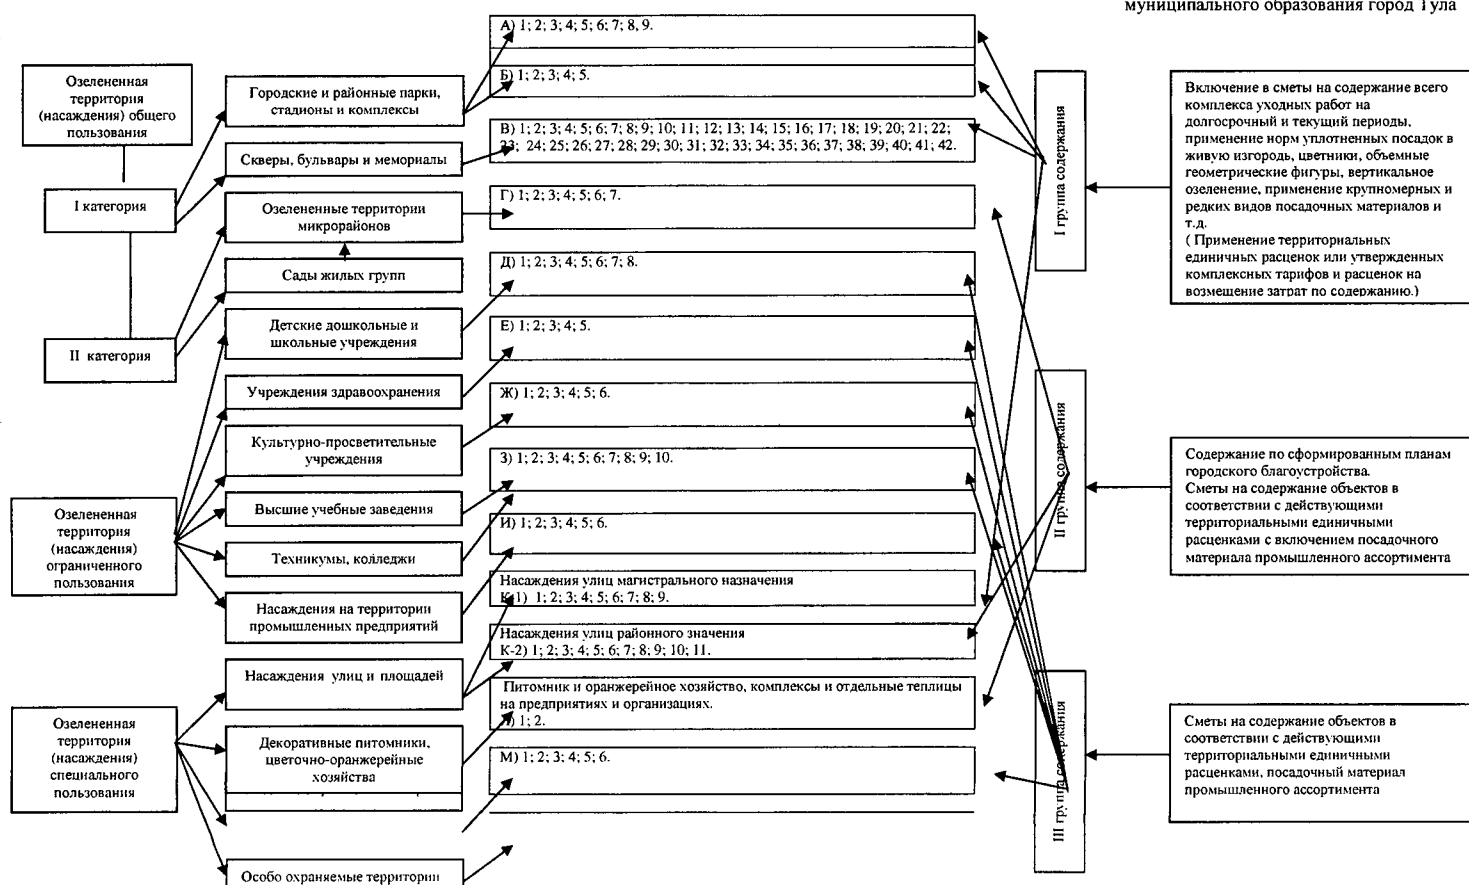 муниципального образования город Тула
Озелененная
территория
(насаждения) общего
пользования
I категория
II категория
Озелененная
территория
(насаждения)
ограниченного
пользования
Озелененная
территория
(насаждения)
специального
пользования
Городские и районные парки,
стадионы и комплексы
Скверы, бульвары и мемориалы
Озелененные территории
микрорайонов
Сады жилых групп
Детские дошкольные и
школьные учреждения
Учреждения здравоохранения
Культурно-просветительные
учреждения
Высшие учебные заведения
Техникумы, колледжи
Насаждения на территории
промышленных предприятий
Насаждения улиц и площадей
Декоративные питомники,
цветочно-оранжерейные
хозяйства
Особо охраняемые территории
А) 1; 2; 3; 4; 5; 6; 7; 8, 9.
Б) 1; 2; 3; 4; 5.
В) 1; 2; 3; 4; 5; 6; 7; 8; 9; 10; 11; 12; 13; 14; 15; 16; 17; 18; 19; 20; 21; 22;
23; 24; 25; 26; 27; 28; 29; 30; 31; 32; 33; 34; 35; 36; 37; 38; 39; 40; 41; 42.
Г) 1; 2; 3; 4; 5; 6; 7.
Д) 1; 2; 3; 4; 5; 6; 7; 8.
Е) 1; 2; 3; 4; 5.
Ж) 1; 2; 3; 4; 5; 6.
З) 1; 2; 3; 4; 5; 6; 7; 8; 9; 10.
И) 1; 2; 3; 4; 5; 6.
Насаждения улиц магистрального назначения
К-1) 1; 2; 3; 4; 5; 6; 7; 8; 9.
Насаждения улиц районного значения
К-2) 1; 2; 3; 4; 5; 6; 7; 8; 9; 10; 11.
Питомник и оранжерейное хозяйство, комплексы и отдельные теплицы
на предприятиях и организациях.
) 1; 2.
М) 1; 2; 3; 4; 5; 6.
I группа содержания
II группа содержания
III группа содержания
Включение в сметы на содержание всего
комплекса уходных работ на
долгосрочный и текущий периоды,
применение норм уплотненных посадок в
живую изгородь, цветники, объемные
геометрические фигуры, вертикальное
озеленение, применение крупномерных и
редких видов посадочных материалов и
т.д.
( Применение территориальных
единичных расценок или утвержденных
комплексных тарифов и расценок на
возмещение затрат по содержанию.)
Содержание по сформированным планам
городского благоустройства.
Сметы на содержание объектов в
соответствии с действующими
территориальными единичными
расценками с включением посадочного
материала промышленного ассортимента
Сметы на содержание объектов в
соответствии с действующими
территориальными единичными
расценками, посадочный материал
промышленного ассортимента